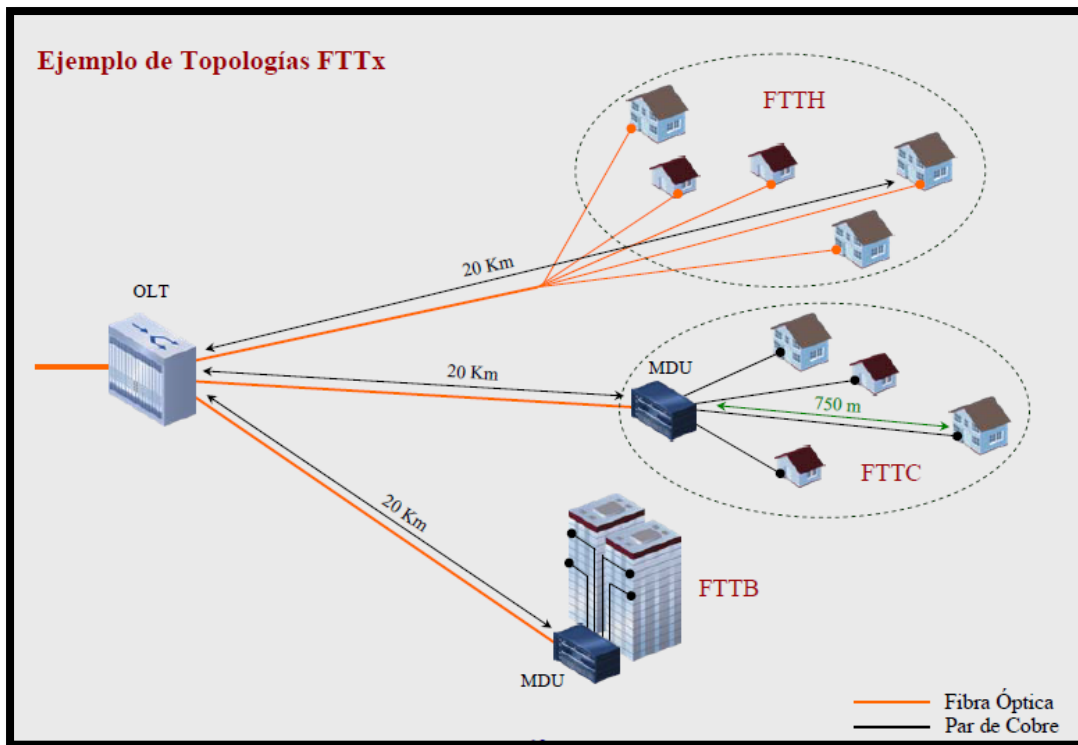 Ejemplo de Topologías FTTx
FTTH
20 Km
OLT
20 Km
MDU
750 m
FTTC
20 Km
FTTB
MDU
Fibra Óptica
Par de Cobre